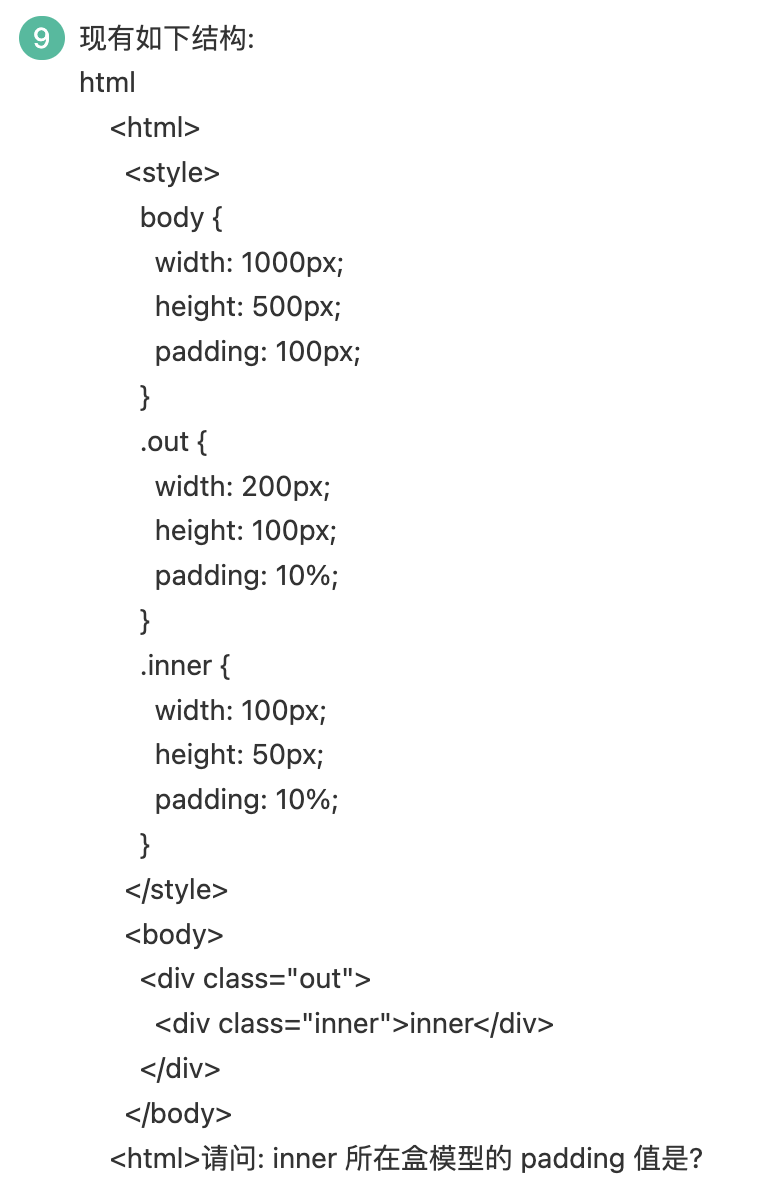 9 现有如下结构:
html
<html>
<style>
body {
width: 1000px;
height: 500px;
padding: 100px;
}
.out {
width: 200px;
height: 100px;
padding: 10%;
}
.inner {
width: 100px;
height: 50px;
padding: 10%;
}
</style>
<body>
<div class="out">
<div class="inner">inner</div>
</div>
</body>
<html>请问: inner 所在盒模型的 padding 值是?